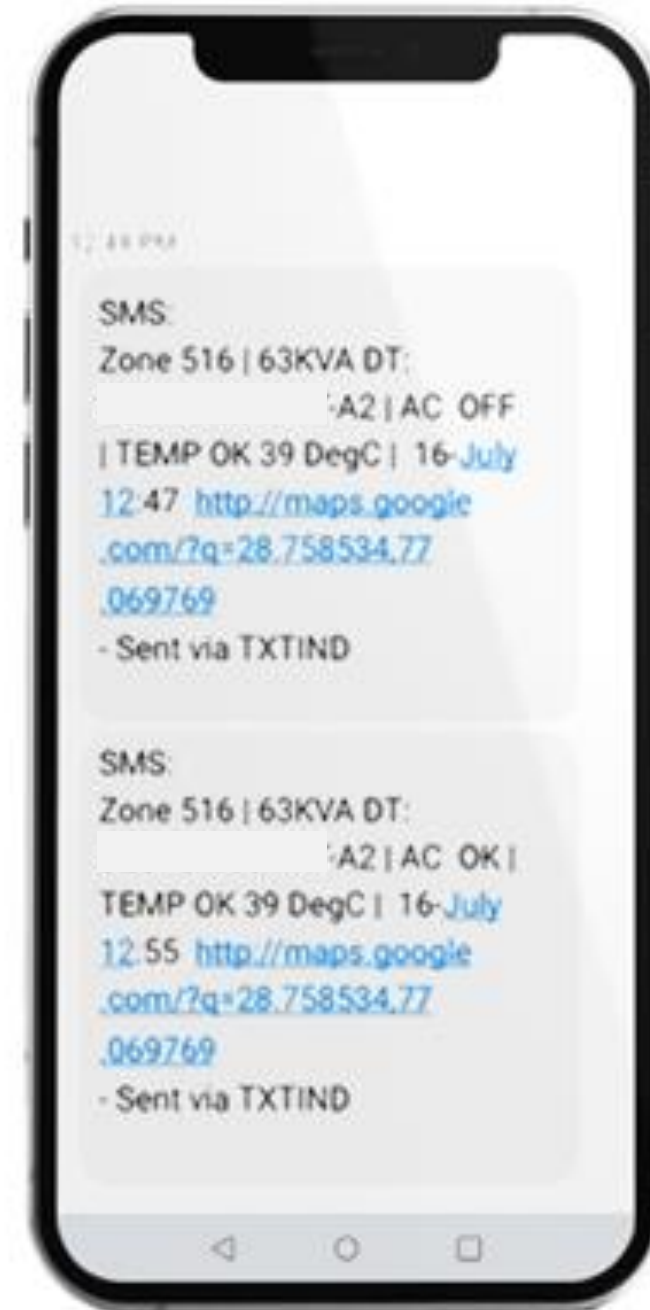 SMS:
Zone 516 | 63KVA DT:
-A2 | AC OFF
| TEMP OK 39 DegC | 16-July
12:47 http://maps.google
.com/?q=28.758534,77
.069769
- Sent via TXTIND
SMS:
Zone 516 | 63KVA DT:
-A2 | AC OK |
TEMP OK 39 DegC | 16-July
12:55 http://maps.google
.com/?q=28.758534,77
.069769
- Sent via TXTIND